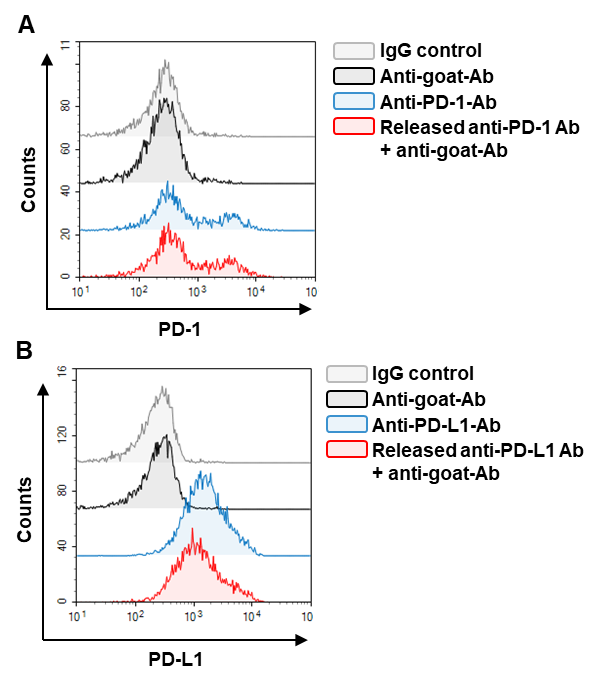 A
IgG control
Anti-goat-Ab
Anti-PD-1-Ab
Released anti-PD-1 Ab
+ anti-goat-Ab
Counts
11
80
60
40
20
0
10¹ 10² 10³ 10⁴ 10
PD-1
B
IgG control
Anti-goat-Ab
Anti-PD-L1-Ab
Released anti-PD-L1 Ab
+ anti-goat-Ab
Counts
16
120
80
40
0
10¹ 10² 10³ 10⁴ 10
PD-L1